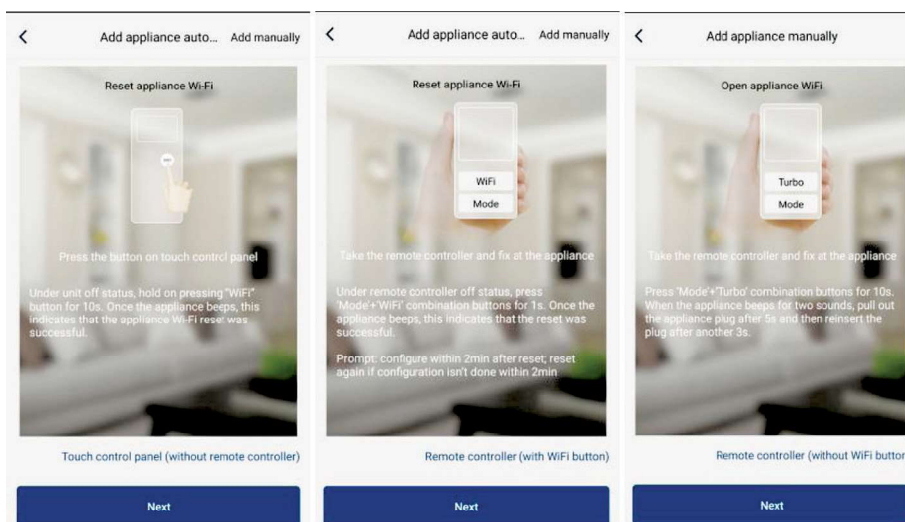 Add appliance auto... Add manually
Reset appliance Wi-Fi
Press the button on touch control panel
Under unit off status, hold on pressing "WiFi"
button for 10s. Once the appliance beeps, this
indicates that the appliance Wi-Fi reset was
successful.
Touch control panel (without remote controller)
Next
Add appliance auto... Add manually
Reset appliance Wi-Fi
WiFi
Mode
Take the remote controller and fix at the appliance
Under remote controller off status, press
'Mode'+'WiFi' combination buttons for 1s. Once the
appliance beeps, this indicates that the reset was
successful.
Prompt: configure within 2min after reset; reset
again if configuration isn't done within 2min
Remote controller (with WiFi button)
Next
Add appliance manually
Open appliance WiFi
Turbo
Mode
Take the remote controller and fix at the appliance
Press 'Mode'+'Turbo' combination buttons for 10s.
When the appliance beeps for two sounds, pull out
the appliance plug after 5s and then reinsert the
plug after another 3s.
Remote controller (without WiFi button
Next